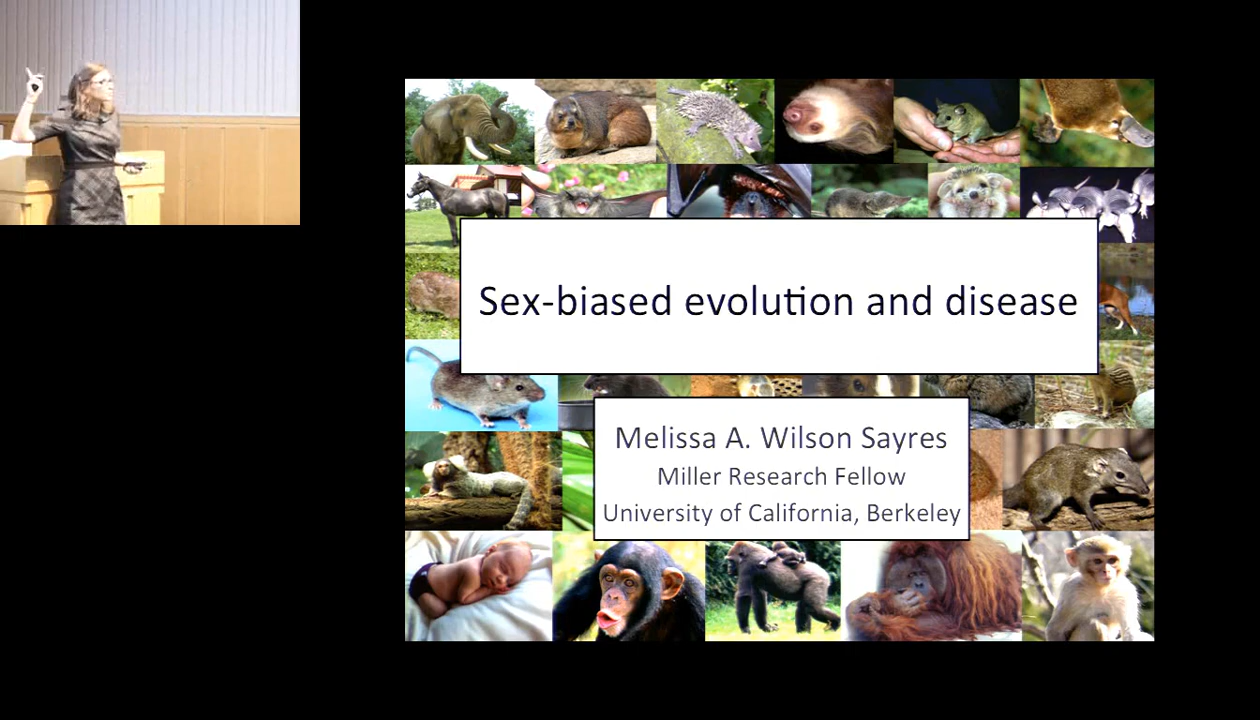 Sex-biased evolution and disease
Melissa A. Wilson Sayres
Miller Research Fellow
University of California, Berkeley